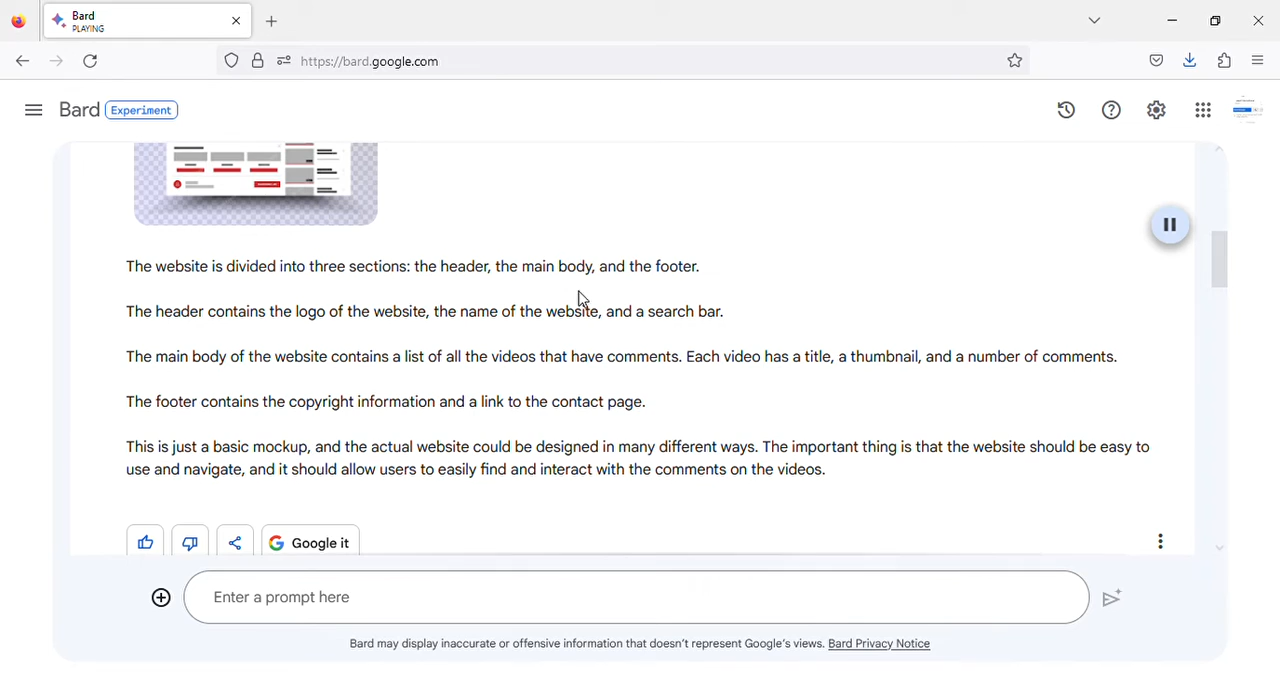 Bard
PLAYING
https://bard.google.com
Bard Experiment
The website is divided into three sections: the header, the main body, and the footer.
The header contains the logo of the website, the name of the website, and a search bar.
The main body of the website contains a list of all the videos that have comments. Each video has a title, a thumbnail, and a number of comments.
The footer contains the copyright information and a link to the contact page.
This is just a basic mockup, and the actual website could be designed in many different ways. The important thing is that the website should be easy to
use and navigate, and it should allow users to easily find and interact with the comments on the videos.
Google it
Enter a prompt here
Bard may display inaccurate or offensive information that doesn't represent Google's views. Bard Privacy Notice